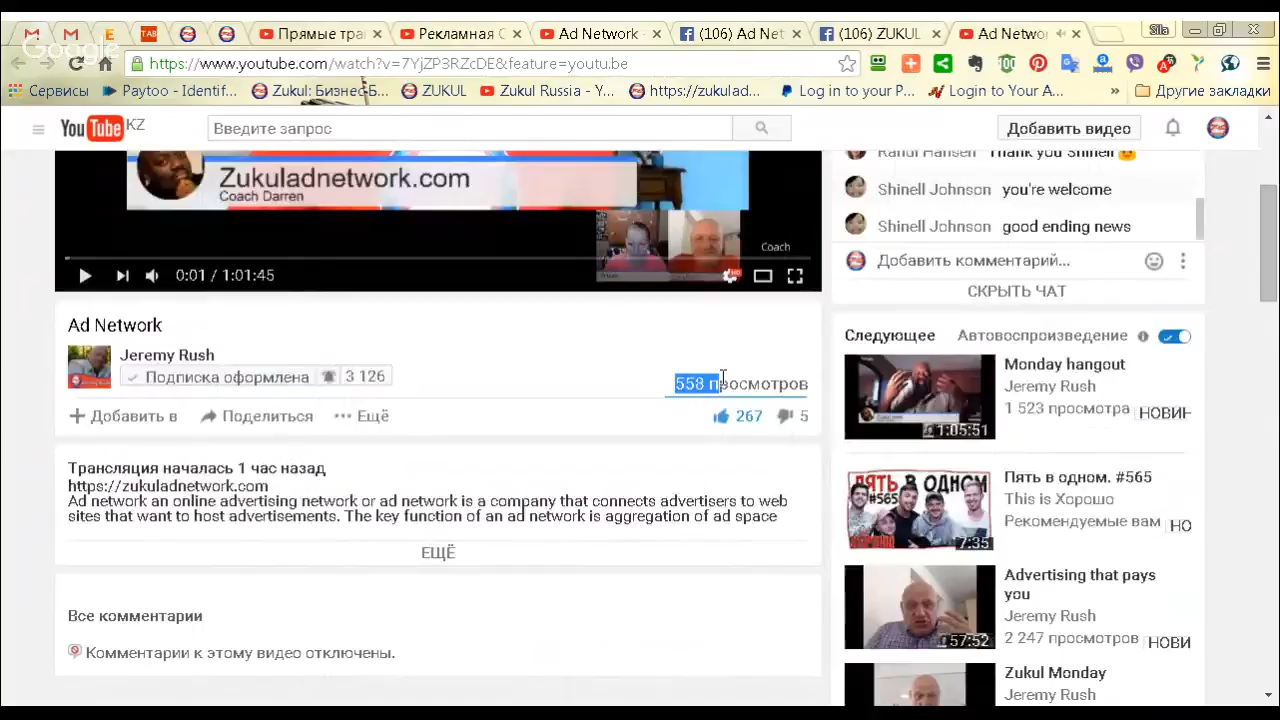 Google
Прямые тра
Рекламная С
Ad Network -
(106) Ad Net
(106) ZUKUL
Ad Netwo
Slla
https://www.youtube.com/watch?v=7YjZP3RZcDE&feature=youtu.be
Сервисы
Paytoo - Identif...
Zukul: Бизнес Б...
ZUKUL
Zukul Russia - Y...
https://zukulad...
Log in to your P...
Login to Your A...
Другие закладки
YouTube KZ
Введите запрос
Добавить видео
Zukuladnetwork.com
Coach Darren
Coach
0:01 / 1:01:45
Ad Network
Jeremy Rush
Подписка оформлена 3 126
558 просмотров
Добавить в Поделиться Ещё
267 5
Трансляция началась 1 час назад
https://zukuladnetwork.com
Ad network an online advertising network or ad network is a company that connects advertisers to web
sites that want to host advertisements. The key function of an ad network is aggregation of ad space
ЕЩЁ
Все комментарии
Комментарии к этому видео отключены.
Thank you Shinell
Shinell Johnson you're welcome
Shinell Johnson good ending news
Добавить комментарий...
СКРЫТЬ ЧАТ
Следующее Автовоспроизведение
Monday hangout
Jeremy Rush
1 523 просмотра НОВИН
1:05:51
ПЯТЬ В ОДНОМ
#565
7:35
Пять в одном. #565
This is Хорошо
Рекомендуемые вам НО
Advertising that pays
you
Jeremy Rush
2 247 просмотров НОВИ
57:52
Zukul Monday
Jeremy Rush